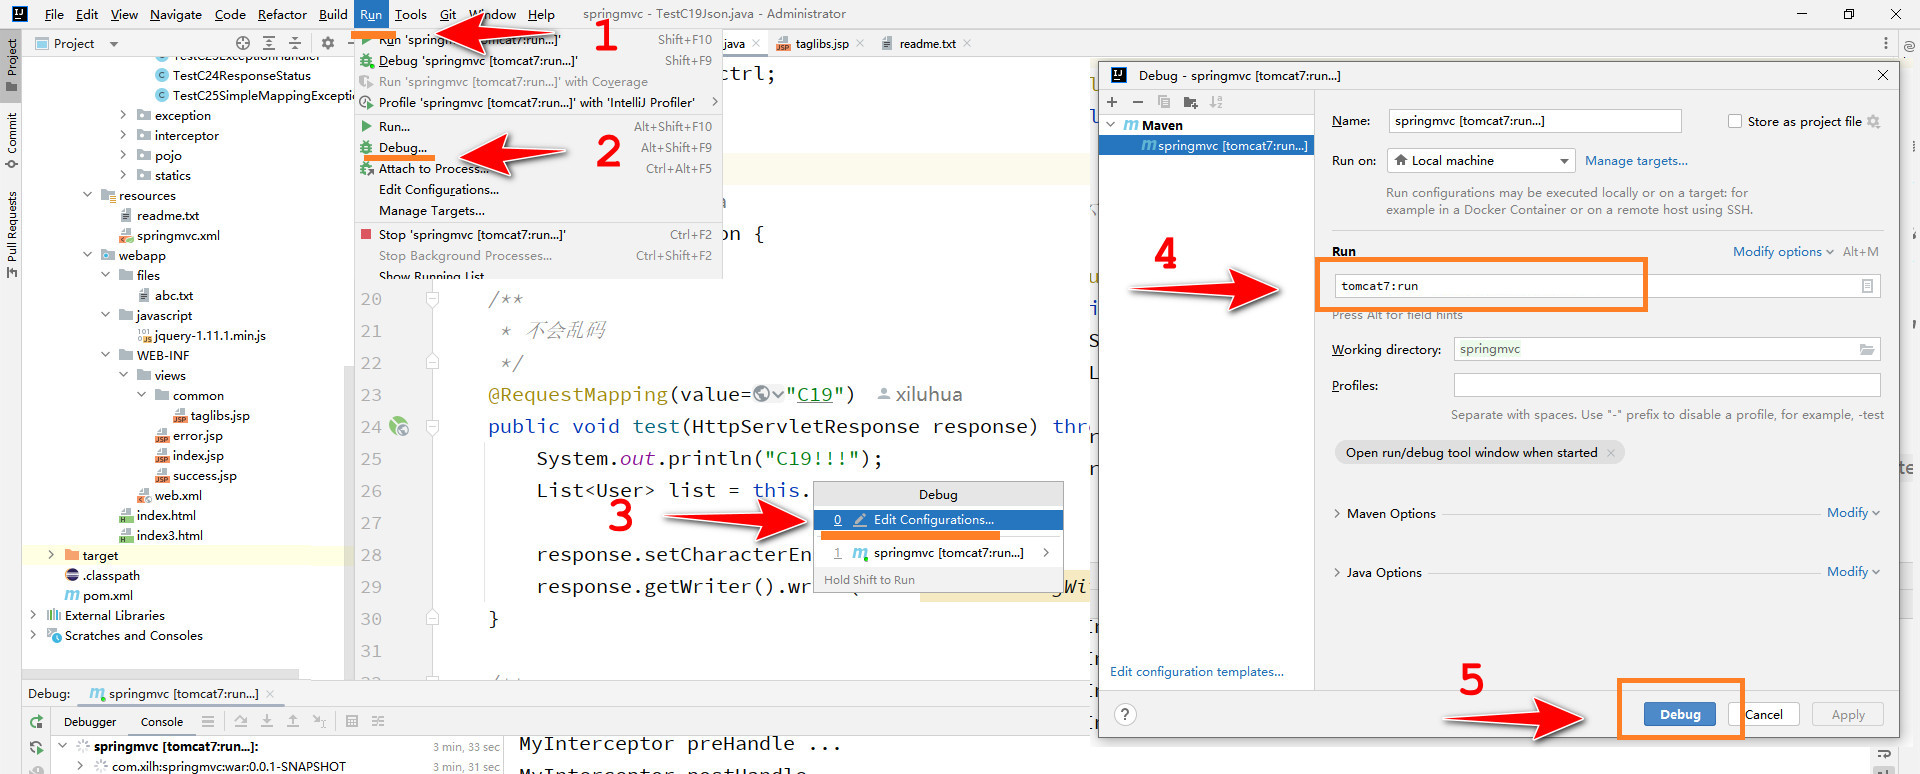 File Edit View Navigate Code Refactor Build Run Tools Git Window Help springmvc - TestC19Json.java - Administrator
1
Project
java taglibs.jsp readme.txt
Project
Commit
Pull Requests
TestC24ResponseStatus
TestC25SimpleMappingExceptio
exception
interceptor
pojo
statics
resources
readme.txt
springmvc.xml
webapp
files
abc.txt
javascript
jquery-1.11.1.min.js
WEB-INF
views
common
taglibs.jsp
error.jsp
index.jsp
success.jsp
web.xml
index.html
index3.html
target
.classpath
pom.xml
External Libraries
Scratches and Consoles
Run 'springmvc [tomcat7:run...]' Shift+F10
Debug 'springmvc [tomcat7:run...]' Shift+F9
Run 'springmvc [tomcat7:run...]' with Coverage
Profile 'springmvc [tomcat7:run...]' with 'IntelliJ Profiler'
Run... Alt+Shift+F10
Debug... Alt+Shift+F9
2
Attach to Process... Ctrl+Alt+F5
Edit Configurations...
Manage Targets...
Stop 'springmvc [tomcat7:run...]' Ctrl+F2
Stop Background Processes... Ctrl+Shift+F2
Show Running List
ctrl;
on {
20 /**
21 * 不会乱码
22 */
23 @RequestMapping(value="C19") xiluhua
24 public void test(HttpServletResponse response) thr
25 System.out.println("C19!!!");
26 List<User> list = this.
27
28 response.setCharacterEn
29 response.getWriter().wr
30 }
31
3
Debug
0 Edit Configurations...
1 springmvc [tomcat7:run...]
Hold Shift to Run
Debug - springmvc [tomcat7:run...]
Maven
springmvc [tomcat7:run...]
Name: springmvc [tomcat7:run...] Store as project file
Run on: Local machine Manage targets...
Run configurations may be executed locally or on a target: for
example in a Docker Container or on a remote host using SSH.
4
Run Modify options Alt+M
tomcat7:run
Press Alt for field hints
Working directory: springmvc
Profiles:
Separate with spaces. Use "-" prefix to disable a profile, for example, -test
Open run/debug tool window when started
Maven Options Modify
Java Options Modify
Edit configuration templates...
5
? Debug Cancel Apply
Debug: springmvc [tomcat7:run...]
Debugger Console
springmvc [tomcat7:run...]: 3 min, 33 sec
com.xilh:springmvc:war:0.0.1-SNAPSHOT 3 min, 31 sec
MyInterceptor preHandle ...
MyInterceptor postHandle